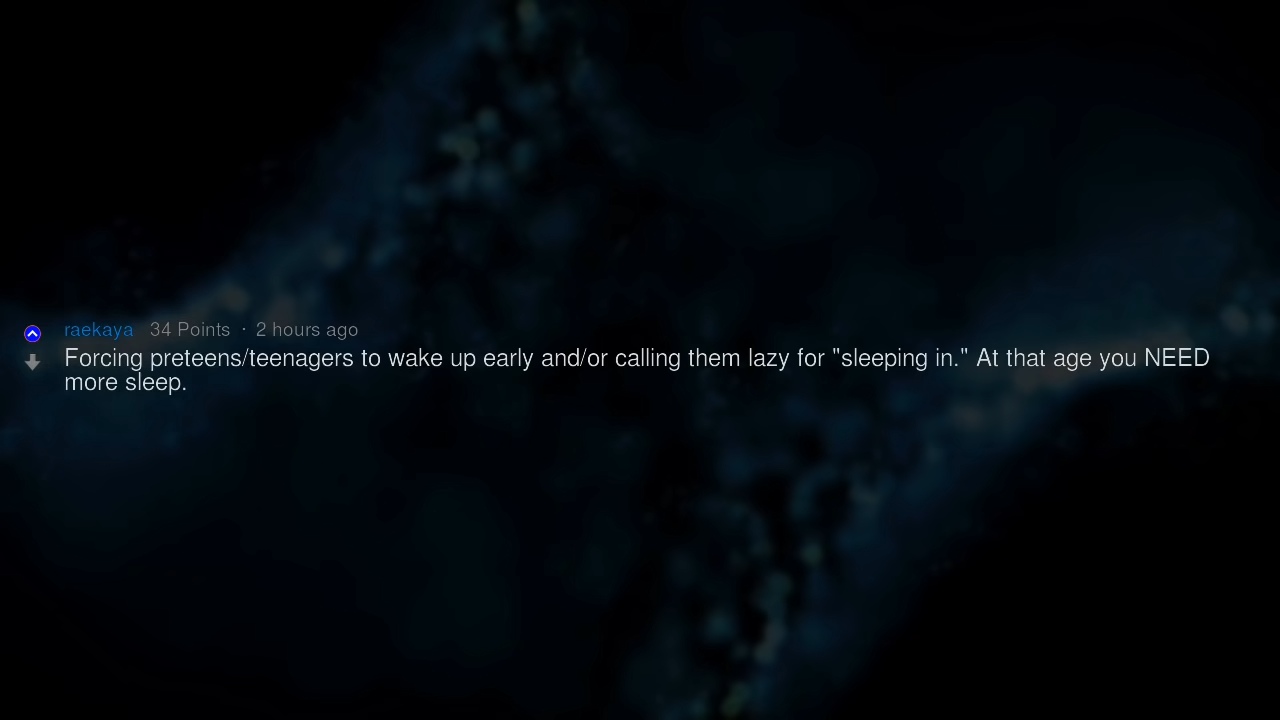 raekaya 34 Points · 2 hours ago
Forcing preteens/teenagers to wake up early and/or calling them lazy for "sleeping in." At that age you NEED
more sleep.